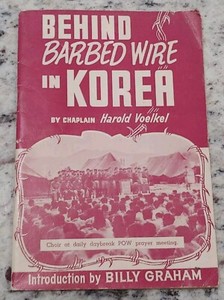 BEHIND
BARBED WIRE
IN KOREA
BY CHAPLAIN Harold Voelkel
Choir at daily daybreak POW prayer meeting.
Introduction by BILLY GRAHAM